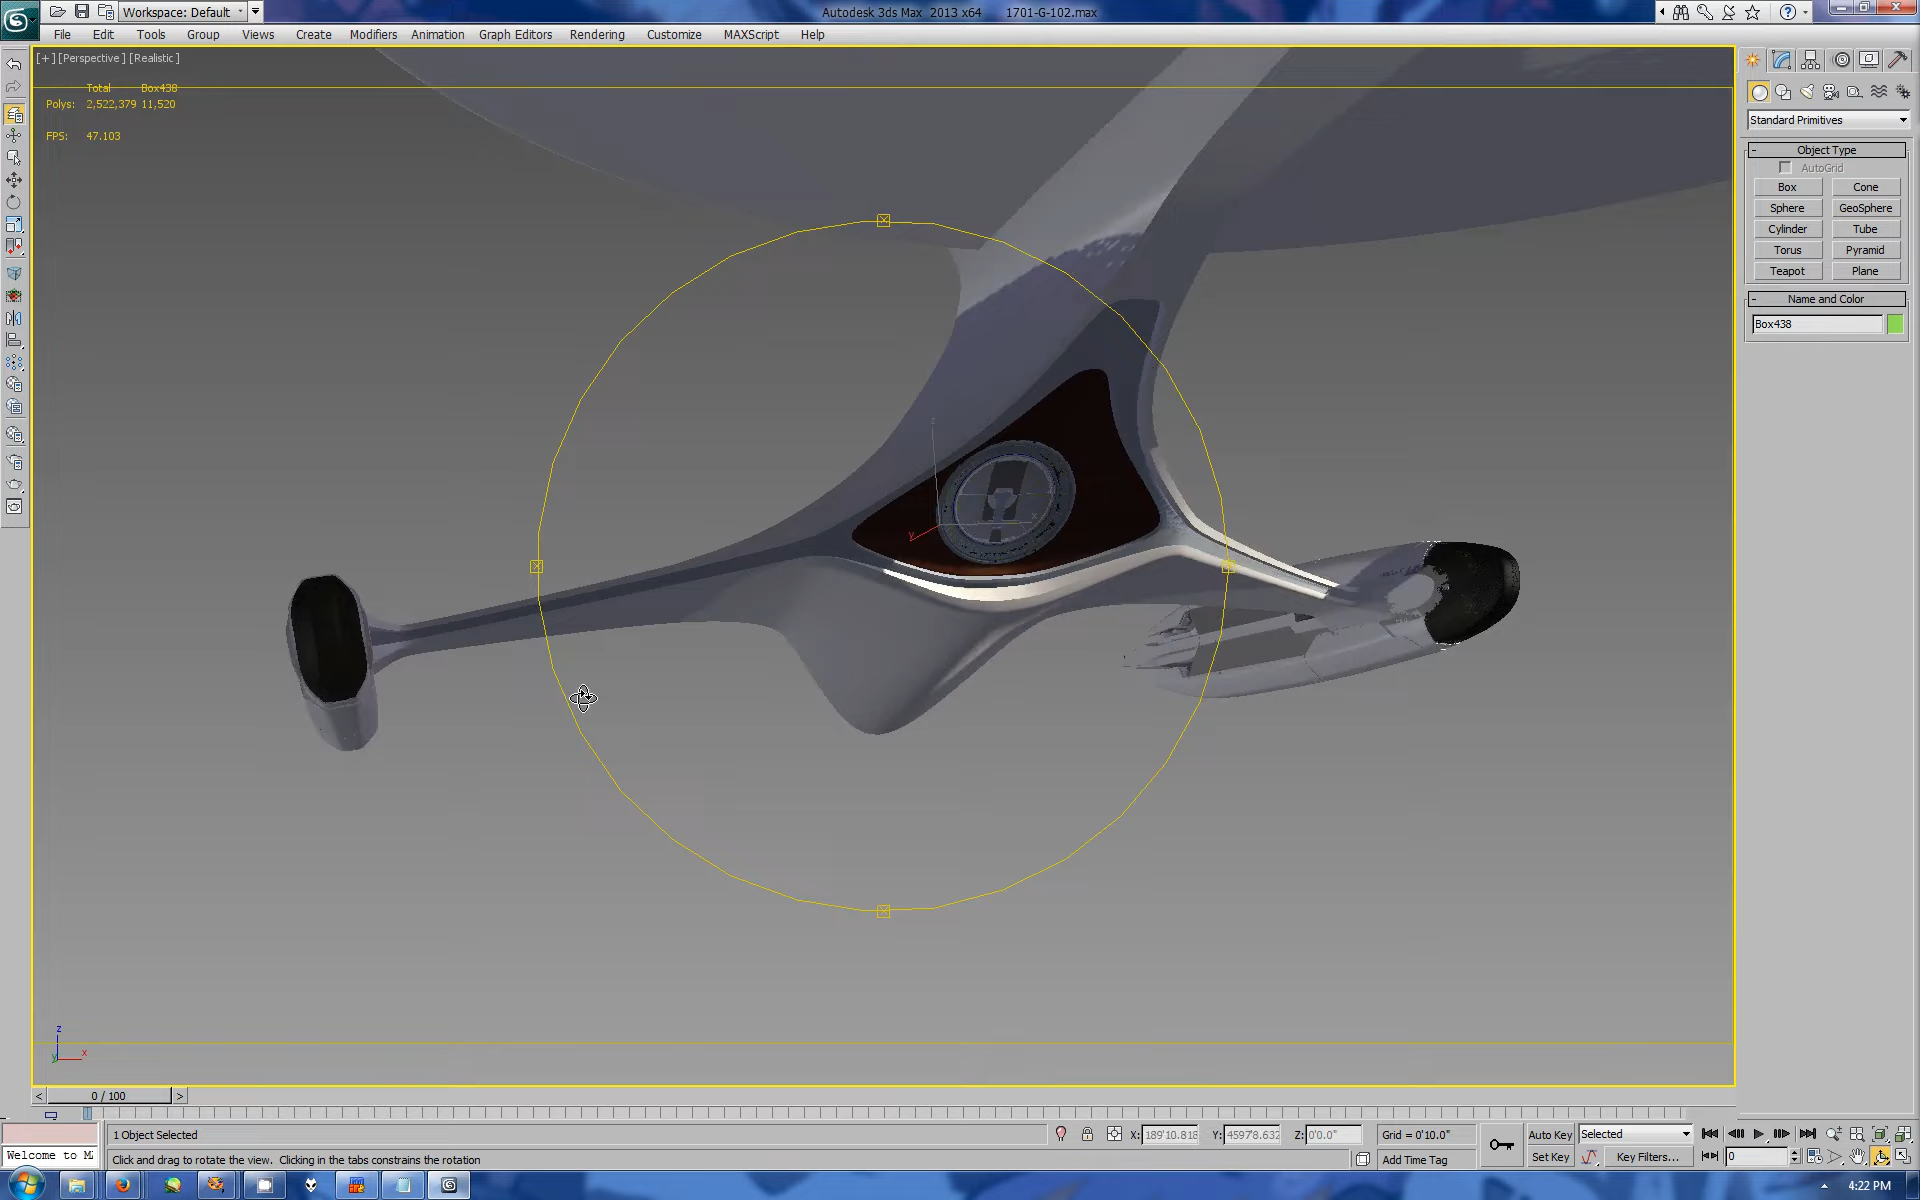 Workspace: Default
Autodesk 3ds Max 2013 x64 1701-G-102.max
File Edit Tools Group Views Create Modifiers Animation Graph Editors Rendering Customize MAXScript Help
[+][Perspective][Realistic]
Total Box438
Polys: 2,522,379 11,520
FPS: 47.103
Standard Primitives
- Object Type
AutoGrid
Box Cone
Sphere GeoSphere
Cylinder Tube
Torus Pyramid
Teapot Plane
- Name and Color
Box438
z
x
y
z
y x
< 0 / 100 >
1 Object Selected
X: 189'10.818 Y: 4597'8.632 Z: 0'0.0" Grid = 0'10.0"
Auto Key Selected
Welcome to
Click and drag to rotate the view. Clicking in the tabs constrains the rotation
Add Time Tag
Set Key Key Filters... 0
4:22 PM